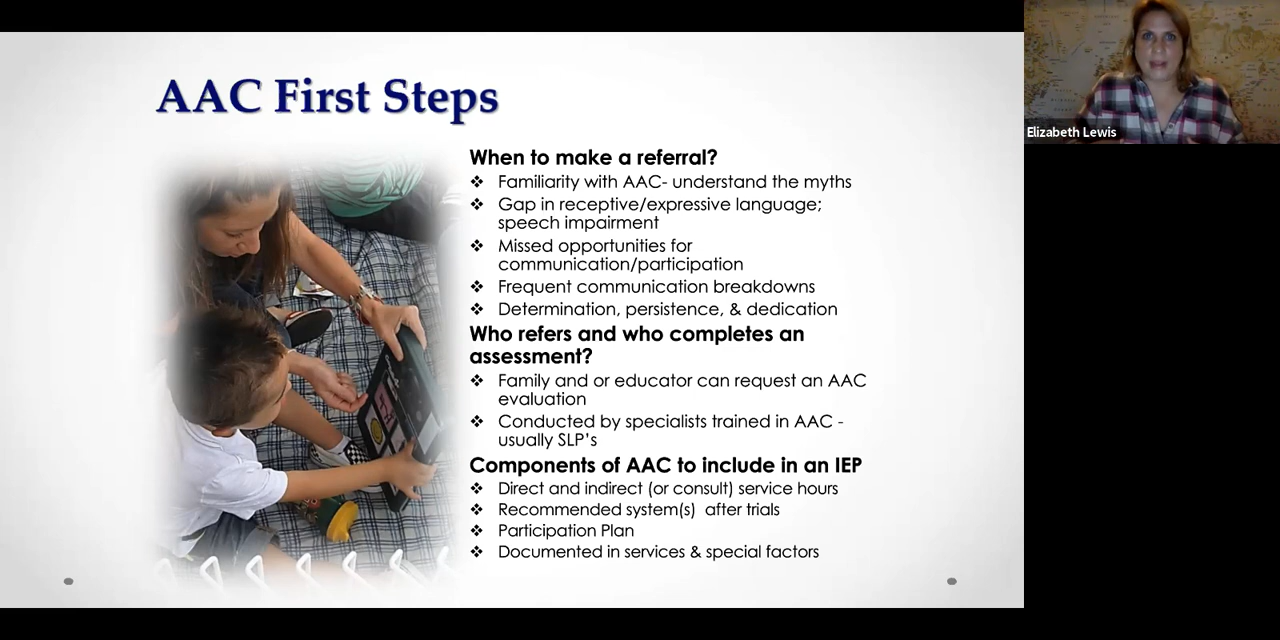 AAC First Steps
When to make a referral?
❖ Familiarity with AAC- understand the myths
❖ Gap in receptive/expressive language;
speech impairment
❖ Missed opportunities for
communication/participation
❖ Frequent communication breakdowns
❖ Determination, persistence, & dedication
Who refers and who completes an
assessment?
❖ Family and or educator can request an AAC
evaluation
❖ Conducted by specialists trained in AAC -
usually SLP's
Components of AAC to include in an IEP
❖ Direct and indirect (or consult) service hours
❖ Recommended system(s) after trials
❖ Participation Plan
❖ Documented in services & special factors
Elizabeth Lewis